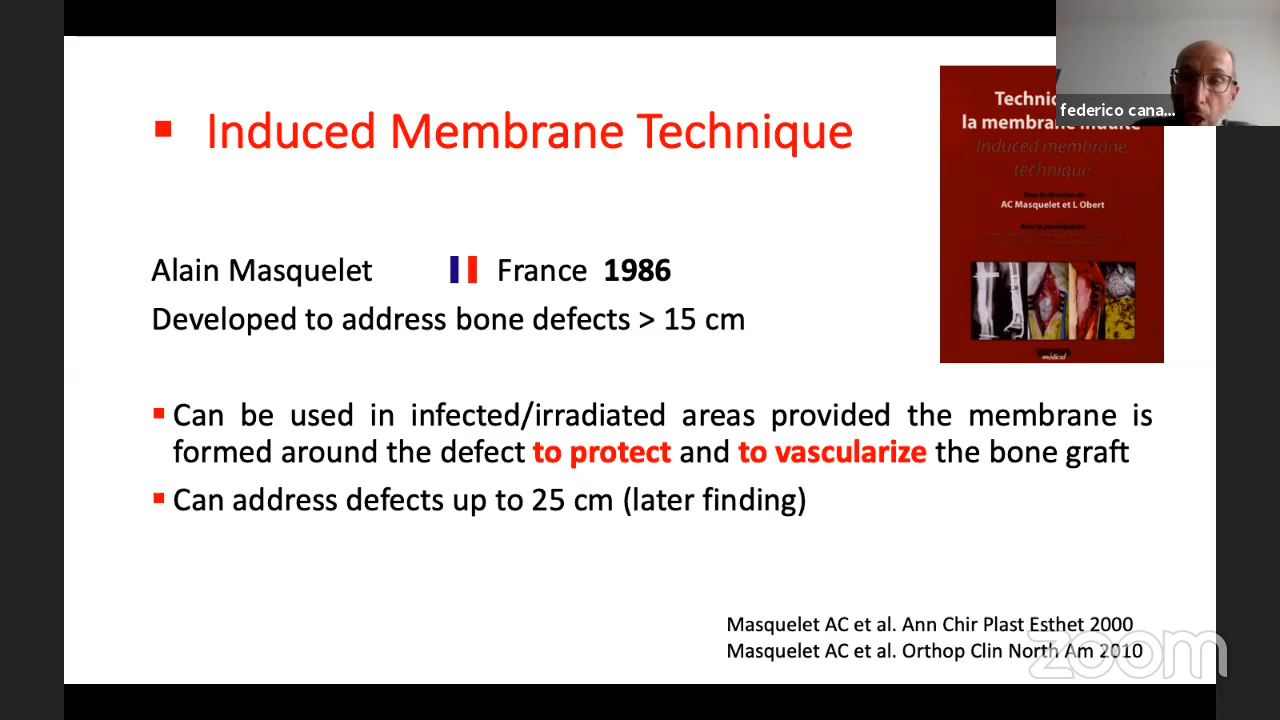 Induced Membrane Technique
Alain Masquelet France 1986
Developed to address bone defects > 15 cm
Can be used in infected/irradiated areas provided the membrane is
formed around the defect to protect and to vascularize the bone graft
Can address defects up to 25 cm (later finding)
Masquelet AC et al. Ann Chir Plast Esthet 2000
Masquelet AC et al. Orthop Clin North Am 2010
la membrane induite
Induced membrane
technique
AC Masquelet et L Obert
médical
federico cana...
zoom